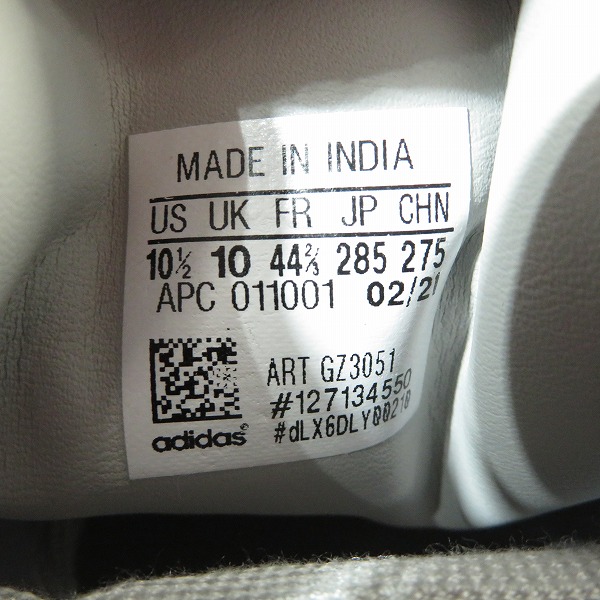 MADE IN INDIA
US UK FR JP CHN
10½ 10 44⅔ 285 275
APC 011001 02/21
ART GZ3051
#127134550
#dLX6DLY00210
adidas®